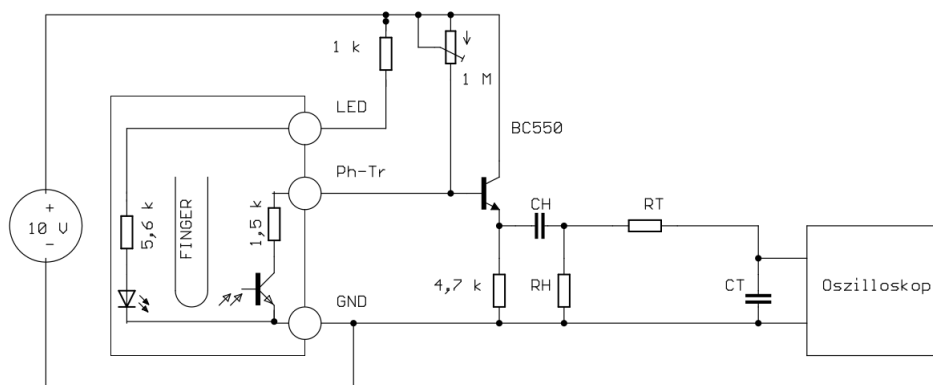 1 k
1 M
LED
BC550
Ph-Tr
CH
RT
+
10 V
–
5,6 k
FINGER
1,5 k
4,7 k
RH
CT
Oszilloskop
GND